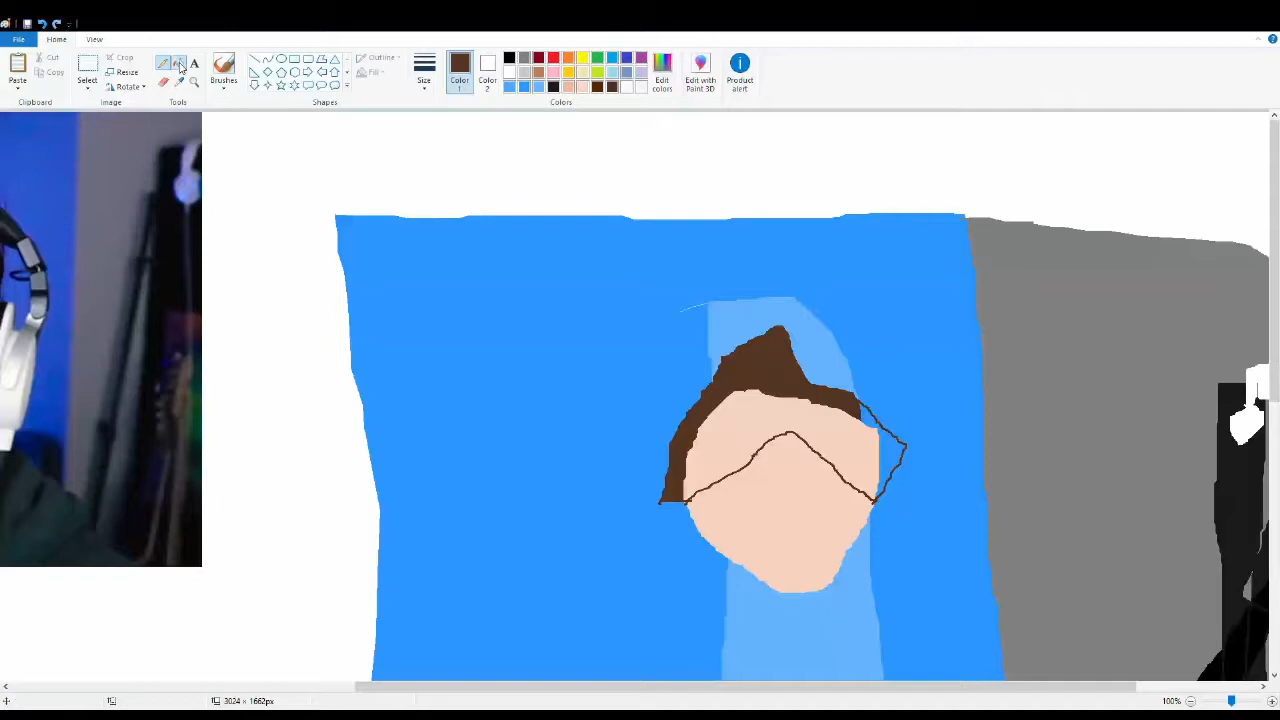 File Home View
Cut
Copy
Paste
Clipboard
Crop
Resize
Rotate
Select
Image
A
Tools
Brushes
Outline
Fill
Shapes
Size
Color 1
Color 2
Edit colors
Colors
Edit with Paint 3D
Product alert
3024 × 1662px
100%